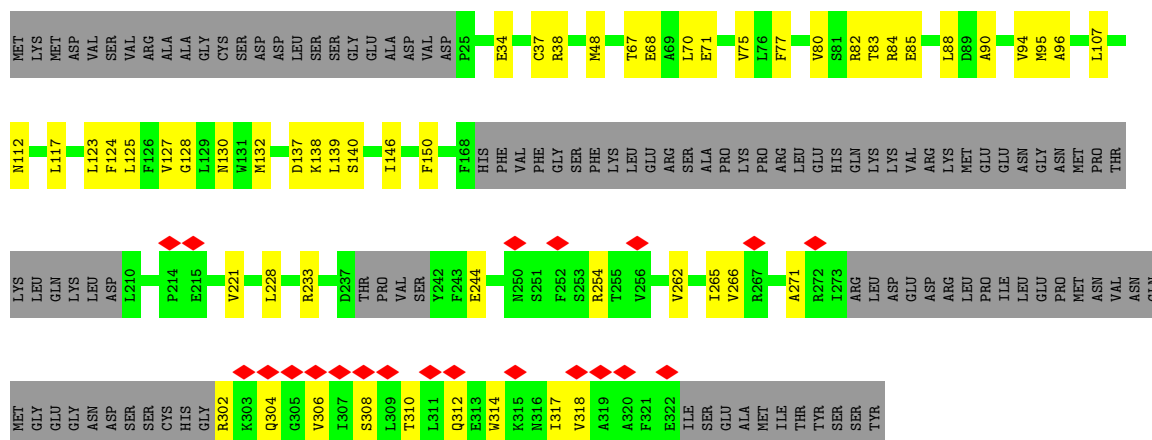 MET LYS MET ASP VAL SER VAL ARG ALA ALA GLY CYS SER ASP ASP LEU SER SER GLY GLU ALA ASP VAL ASP P25 E34 C37 R38 M48 T67 E68 A69 L70 E71 V75 L76 F77 V80 S81 R82 T83 R84 E85 L88 D89 A90 V94 M95 A96 L107
N112 L117 L123 F124 L125 F126 V127 G128 L129 N130 W131 M132 D137 K138 L139 S140 I146 F150 F168 HIS PHE VAL PHE GLY SER PHE LYS LEU GLU ARG SER ALA PRO LYS PRO ARG LEU GLU HIS GLN LYS LYS VAL ARG LYS MET GLU GLU ASN GLY ASN MET PRO THR
LYS LEU GLN LYS LEU ASP L210 P214 E215 V221 L228 R233 D237 THR PRO VAL SER Y242 F243 E244 N250 S251 F252 S253 R254 T255 V256 V262 I265 V266 R267 A271 R272 I273 ARG LEU ASP GLU ASP ARG LEU PRO ILE LEU GLU PRO MET ASN VAL ASN GLN
MET GLY GLU GLY ASN ASP SER SER CYS HIS GLY R302 K303 Q304 G305 V306 I307 S308 L309 T310 L311 Q312 E313 W314 K315 N316 I317 V318 A319 A320 F321 E322 ILE SER GLU ALA MET ILE THR TYR SER SER TYR